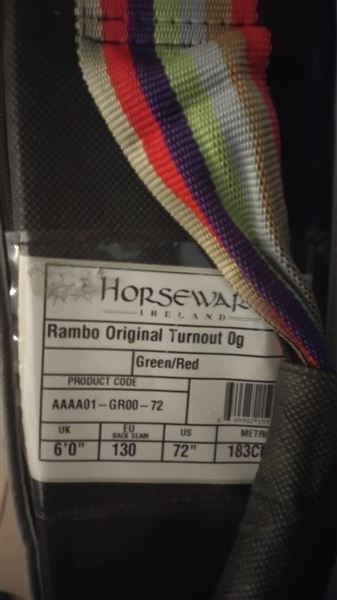 HORSEWAR
IRELAND
Rambo Original Turnout 0g
Green/Red
PRODUCT CODE
AAAA01-GR00-72
UK EU BACK SEAM US METRI
6'0" 130 72" 183C